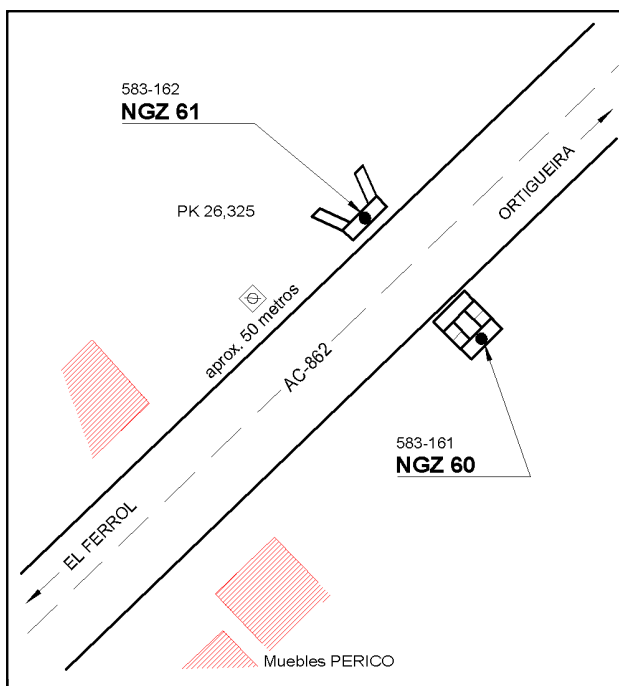 583-162
NGZ 61
PK 26,325
ORTIGUEIRA
aprox. 50 metros
AC-862
583-161
NGZ 60
EL FERROL
Muebles PERICO